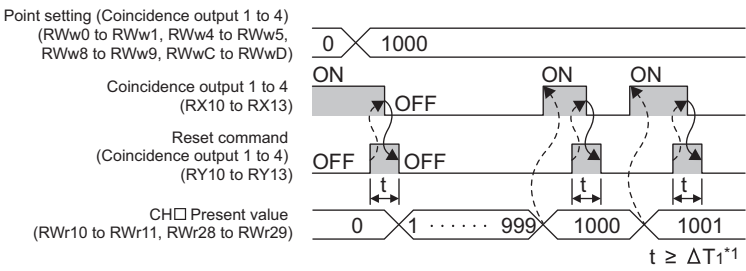 Point setting (Coincidence output 1 to 4)
(RWw0 to RWw1, RWw4 to RWw5,
RWw8 to RWw9, RWwC to RWwD)
0 1000
Coincidence output 1 to 4
(RX10 to RX13)
ON OFF ON ON
Reset command
(Coincidence output 1 to 4)
(RY10 to RY13)
OFF OFF
t t t
CH□ Present value
(RWr10 to RWr11, RWr28 to RWr29)
0 1 ······ 999 1000 1001
t ≥ ΔT1*1